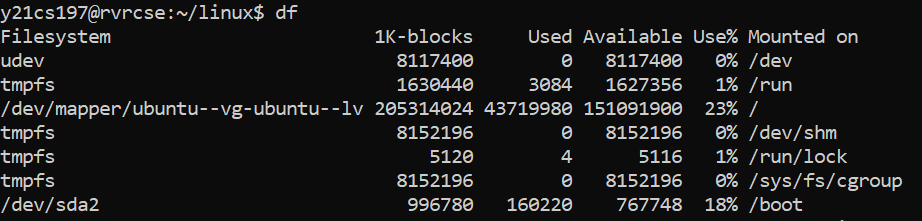 y21cs197@rvrcse:~/linux$ df
Filesystem                        1K-blocks     Used Available Use% Mounted on
udev                                8117400        0   8117400   0% /dev
tmpfs                               1630440     3084   1627356   1% /run
/dev/mapper/ubuntu--vg-ubuntu--lv 205314024 43719980 151091900  23% /
tmpfs                               8152196        0   8152196   0% /dev/shm
tmpfs                                  5120        4      5116   1% /run/lock
tmpfs                               8152196        0   8152196   0% /sys/fs/cgroup
/dev/sda2                            996780   160220    767748  18% /boot